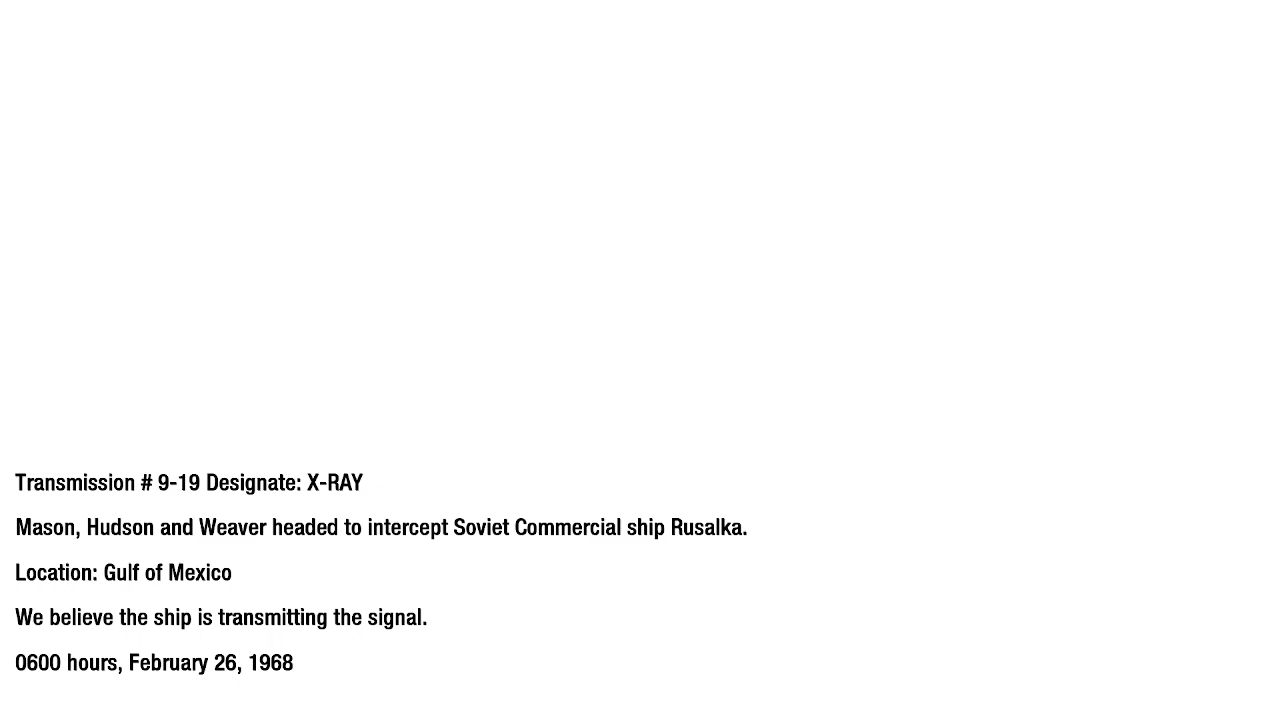 Transmission # 9-19 Designate: X-RAY
Mason, Hudson and Weaver headed to intercept Soviet Commercial ship Rusalka.
Location: Gulf of Mexico
We believe the ship is transmitting the signal.
0600 hours, February 26, 1968